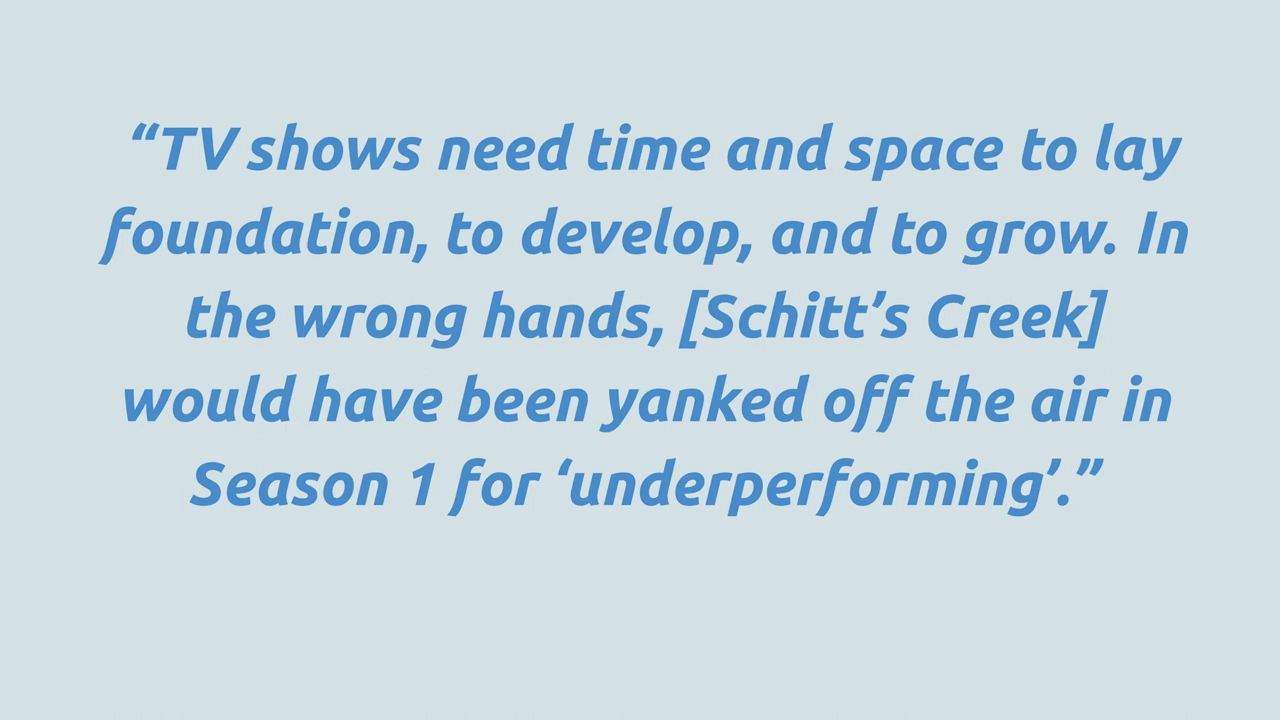 “TV shows need time and space to lay
foundation, to develop, and to grow. In
the wrong hands, [Schitt’s Creek]
would have been yanked off the air in
Season 1 for ‘underperforming’.”